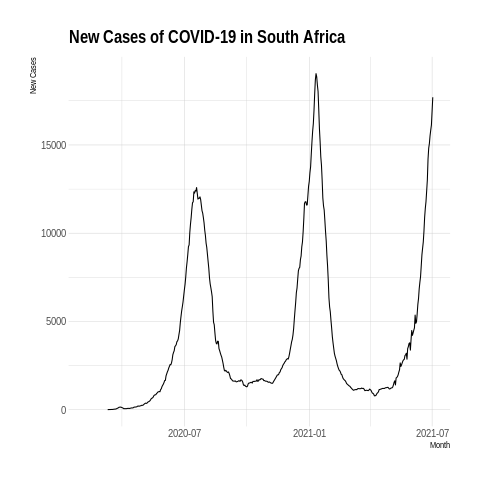 New Cases of COVID-19 in South Africa
New Cases
15000
10000
5000
0
2020-07
2021-01
2021-07
Month